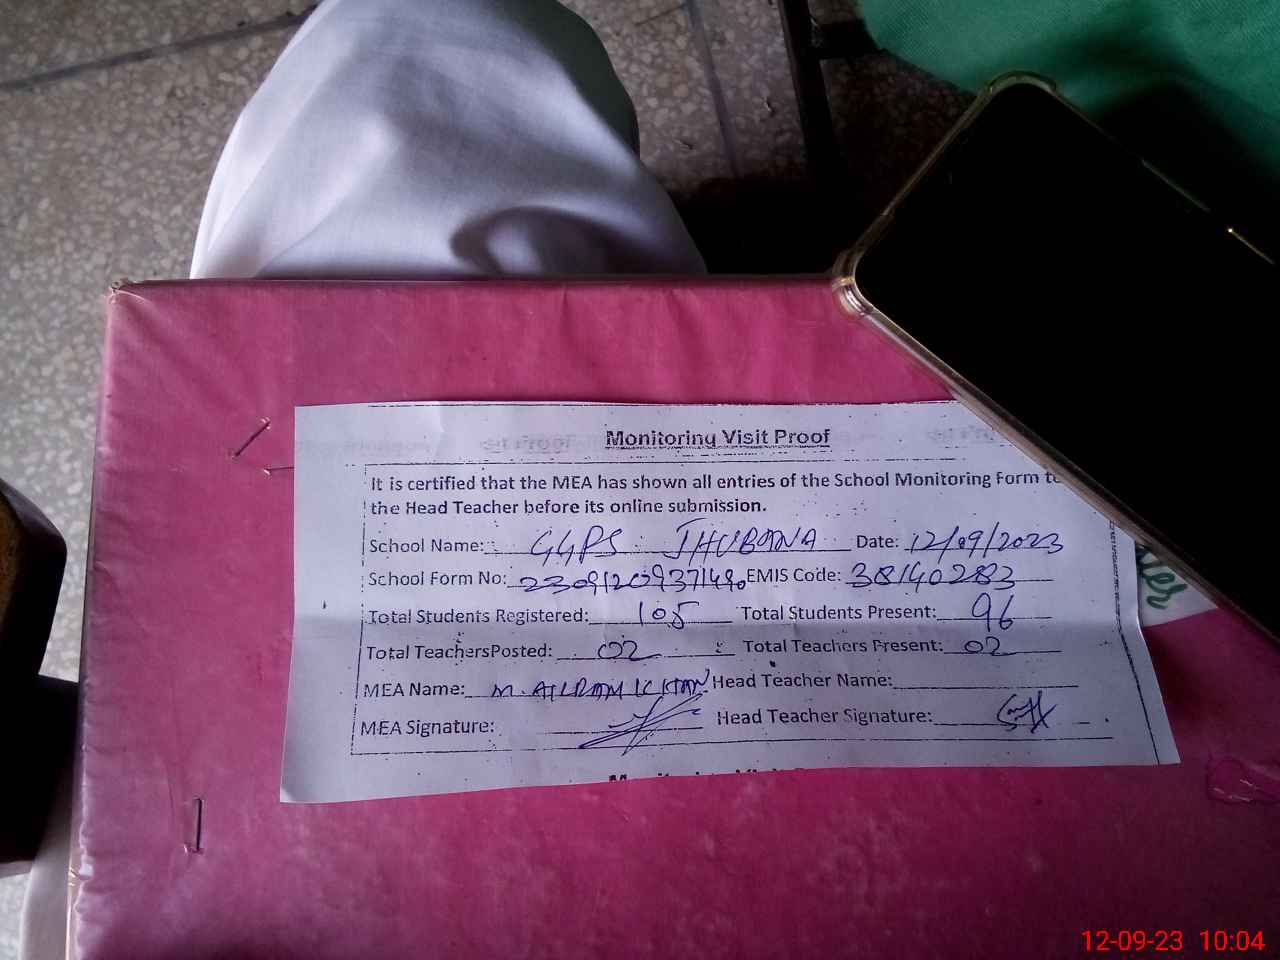 Monitoring Visit Proof
It is certified that the MEA has shown all entries of the School Monitoring Form to
the Head Teacher before its online submission.
School Name: GGPS JHUBANA Date: 12/09/2023
School Form No: EMIS Code: 38140283
Total Students Registered: 105 Total Students Present: 96
Total TeachersPosted: 02 Total Teachers Present: 02
MEA Name: M. KHAN Head Teacher Name:
MEA Signature: Head Teacher Signature:
12-09-23 10:04